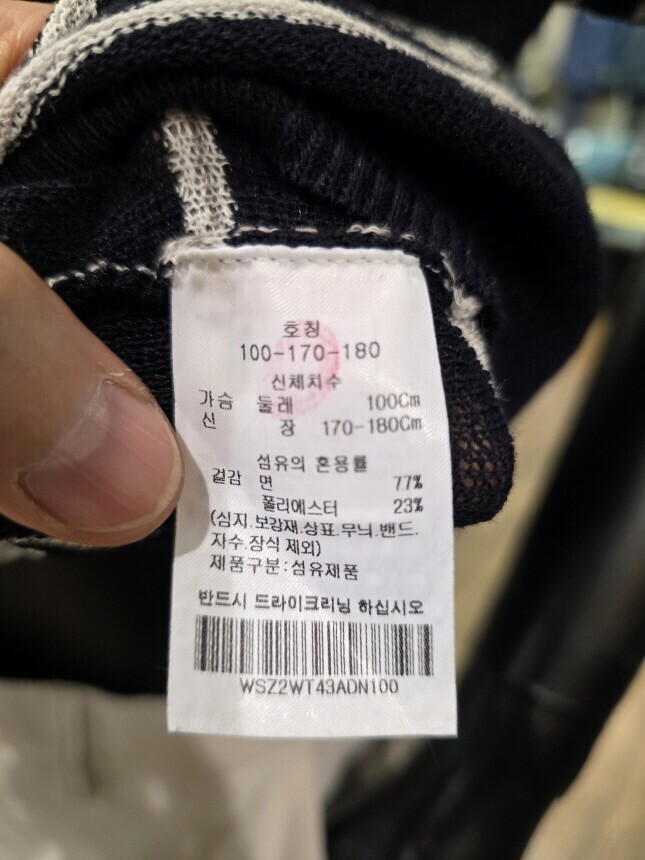 호칭
100-170-180
신체치수
가슴 둘레 100Cm
신 장 170-180Cm
섬유의 혼용률
겉감 면 77%
폴리에스터 23%
(심지.보강재.상표.무늬.밴드.
자수.장식 제외)
제품구분:섬유제품
반드시 드라이크리닝 하십시오
WSZ2WT43ADN100